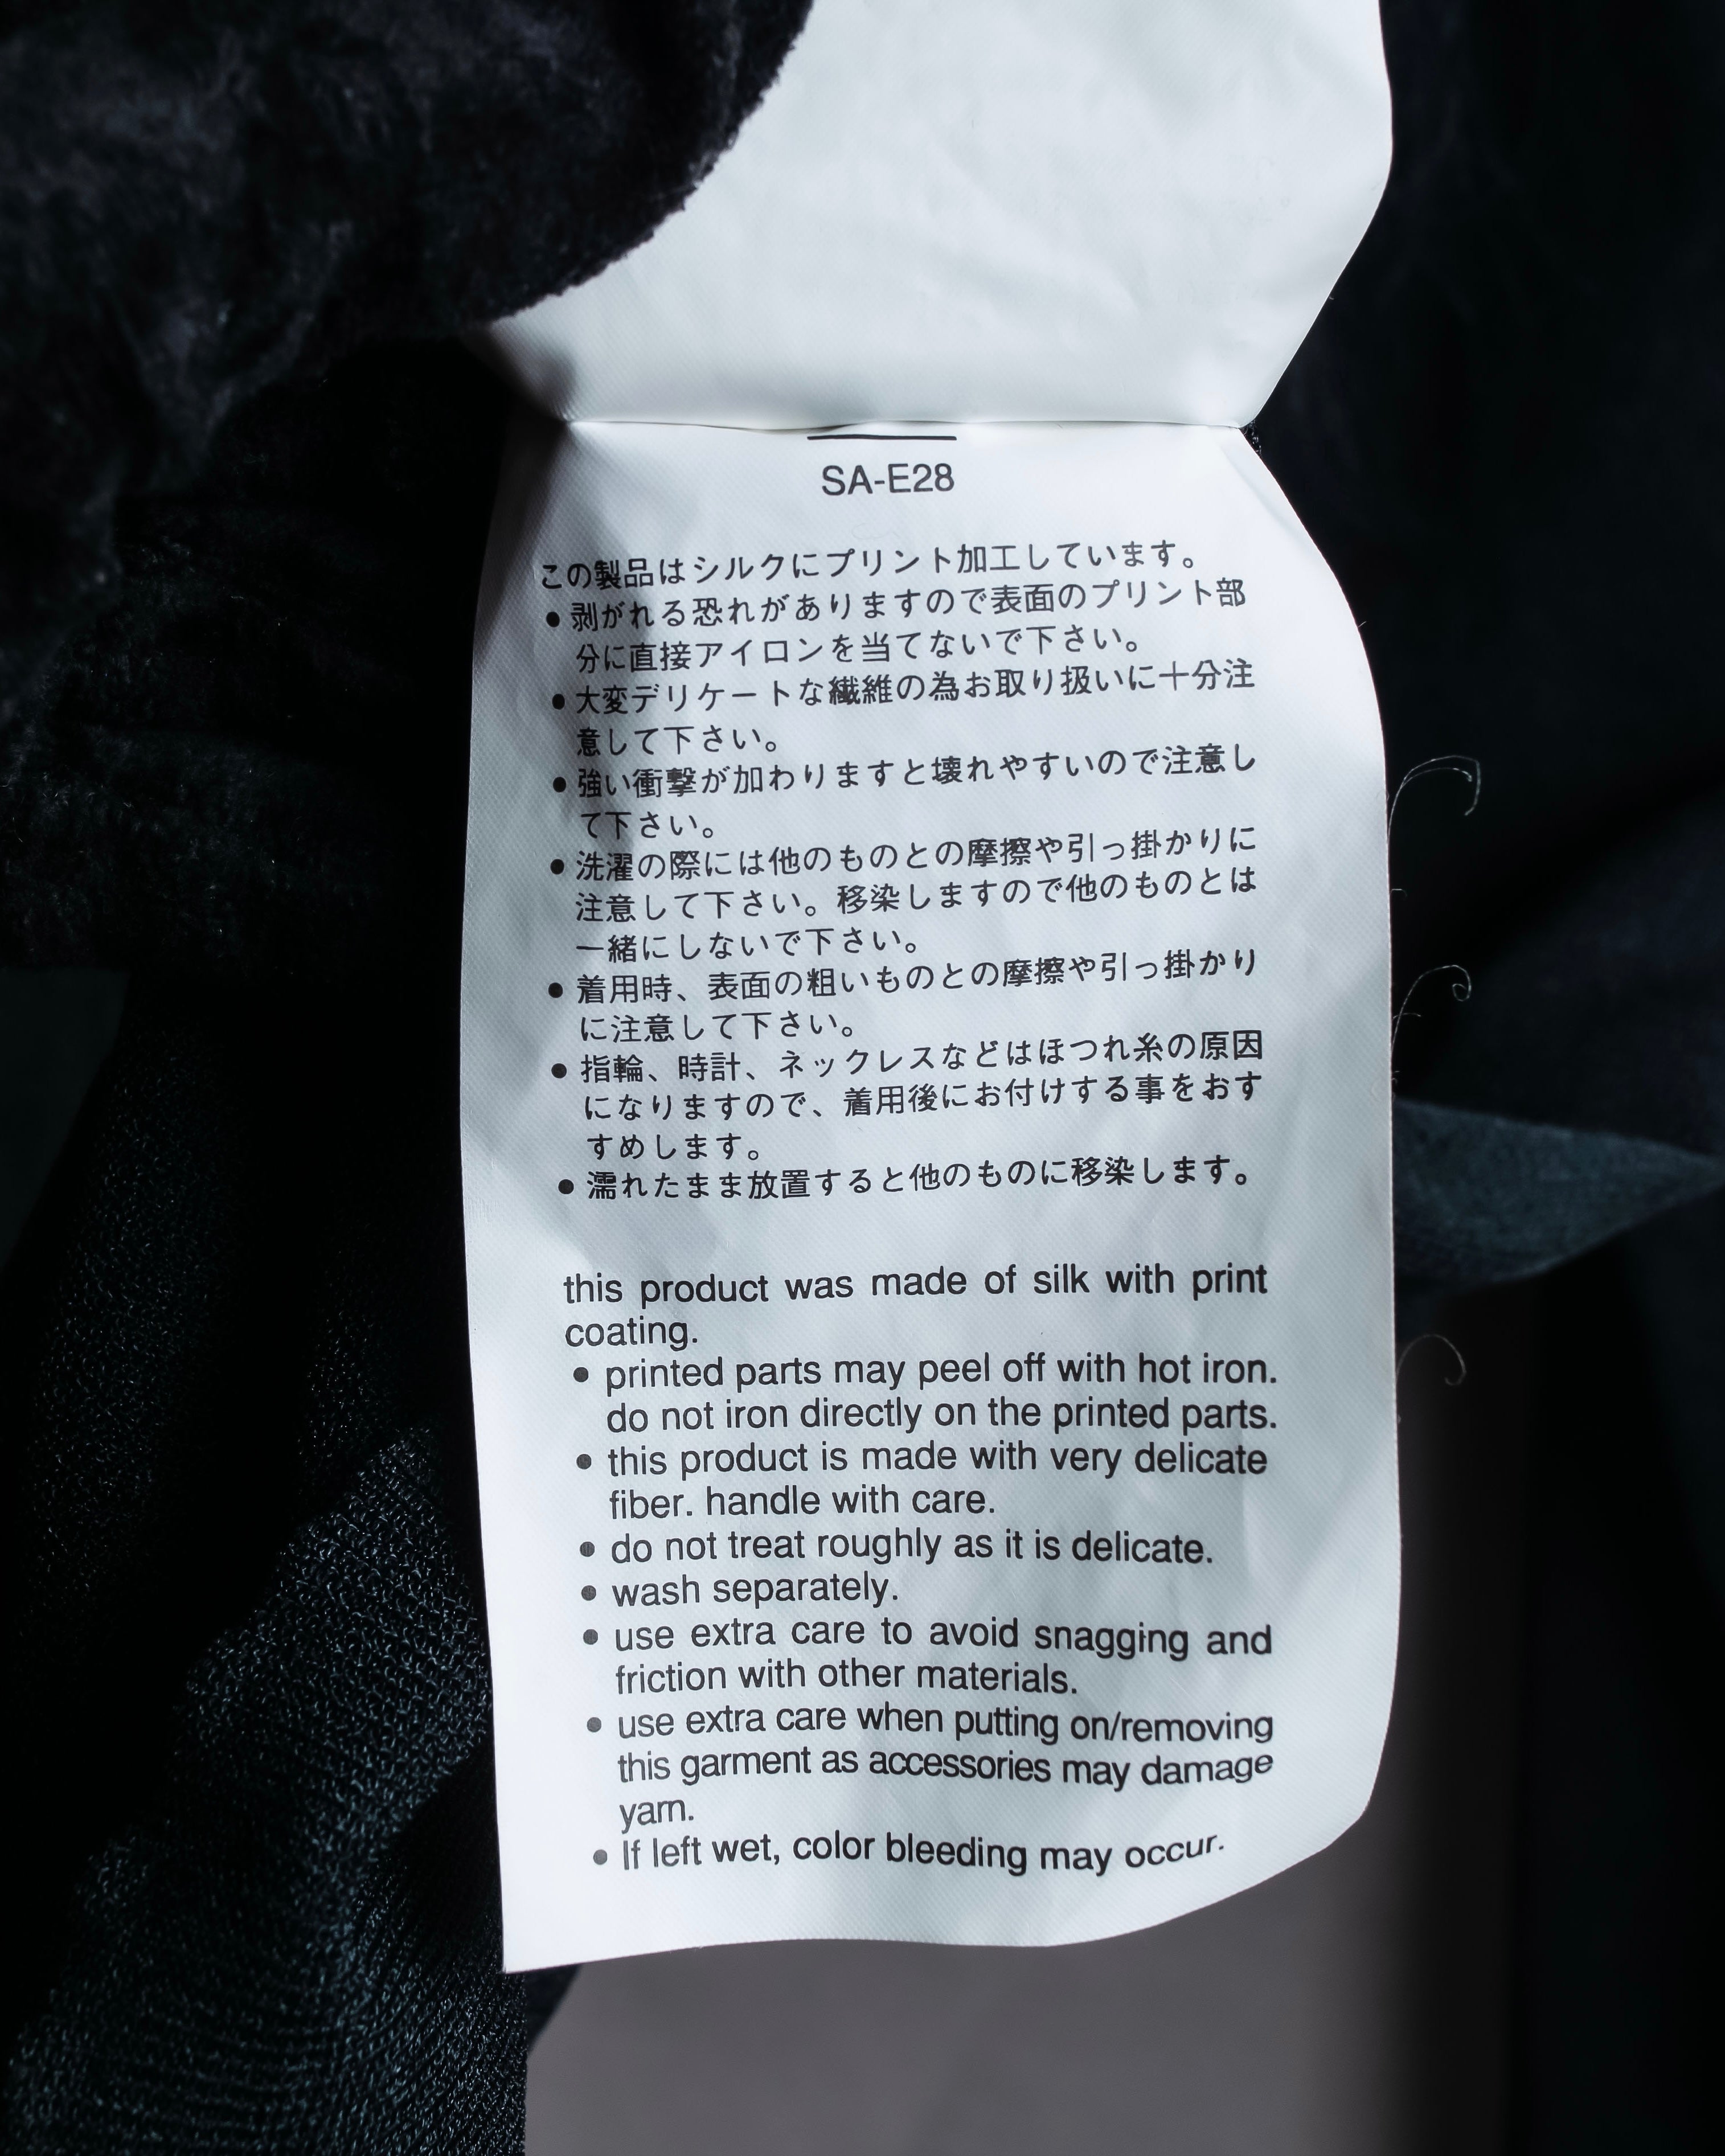 SA-E28
この製品はシルクにプリント加工しています。
● 剥がれる恐れがありますので表面のプリント部
分に直接アイロンを当てないで下さい。
● 大変デリケートな繊維の為お取り扱いに十分注
意して下さい。
● 強い衝撃が加わりますと壊れやすいので注意し
て下さい。
● 洗濯の際には他のものとの摩擦や引っ掛かりに
注意して下さい。移染しますので他のものとは
一緒にしないで下さい。
● 着用時、表面の粗いものとの摩擦や引っ掛かり
に注意して下さい。
● 指輪、時計、ネックレスなどはほつれ糸の原因
になりますので、着用後にお付けする事をおす
すめします。
● 濡れたまま放置すると他のものに移染します。
this product was made of silk with print
coating.
● printed parts may peel off with hot iron.
do not iron directly on the printed parts.
● this product is made with very delicate
fiber. handle with care.
● do not treat roughly as it is delicate.
● wash separately.
● use extra care to avoid snagging and
friction with other materials.
● use extra care when putting on/removing
this garment as accessories may damage
yarn.
● If left wet, color bleeding may occur.